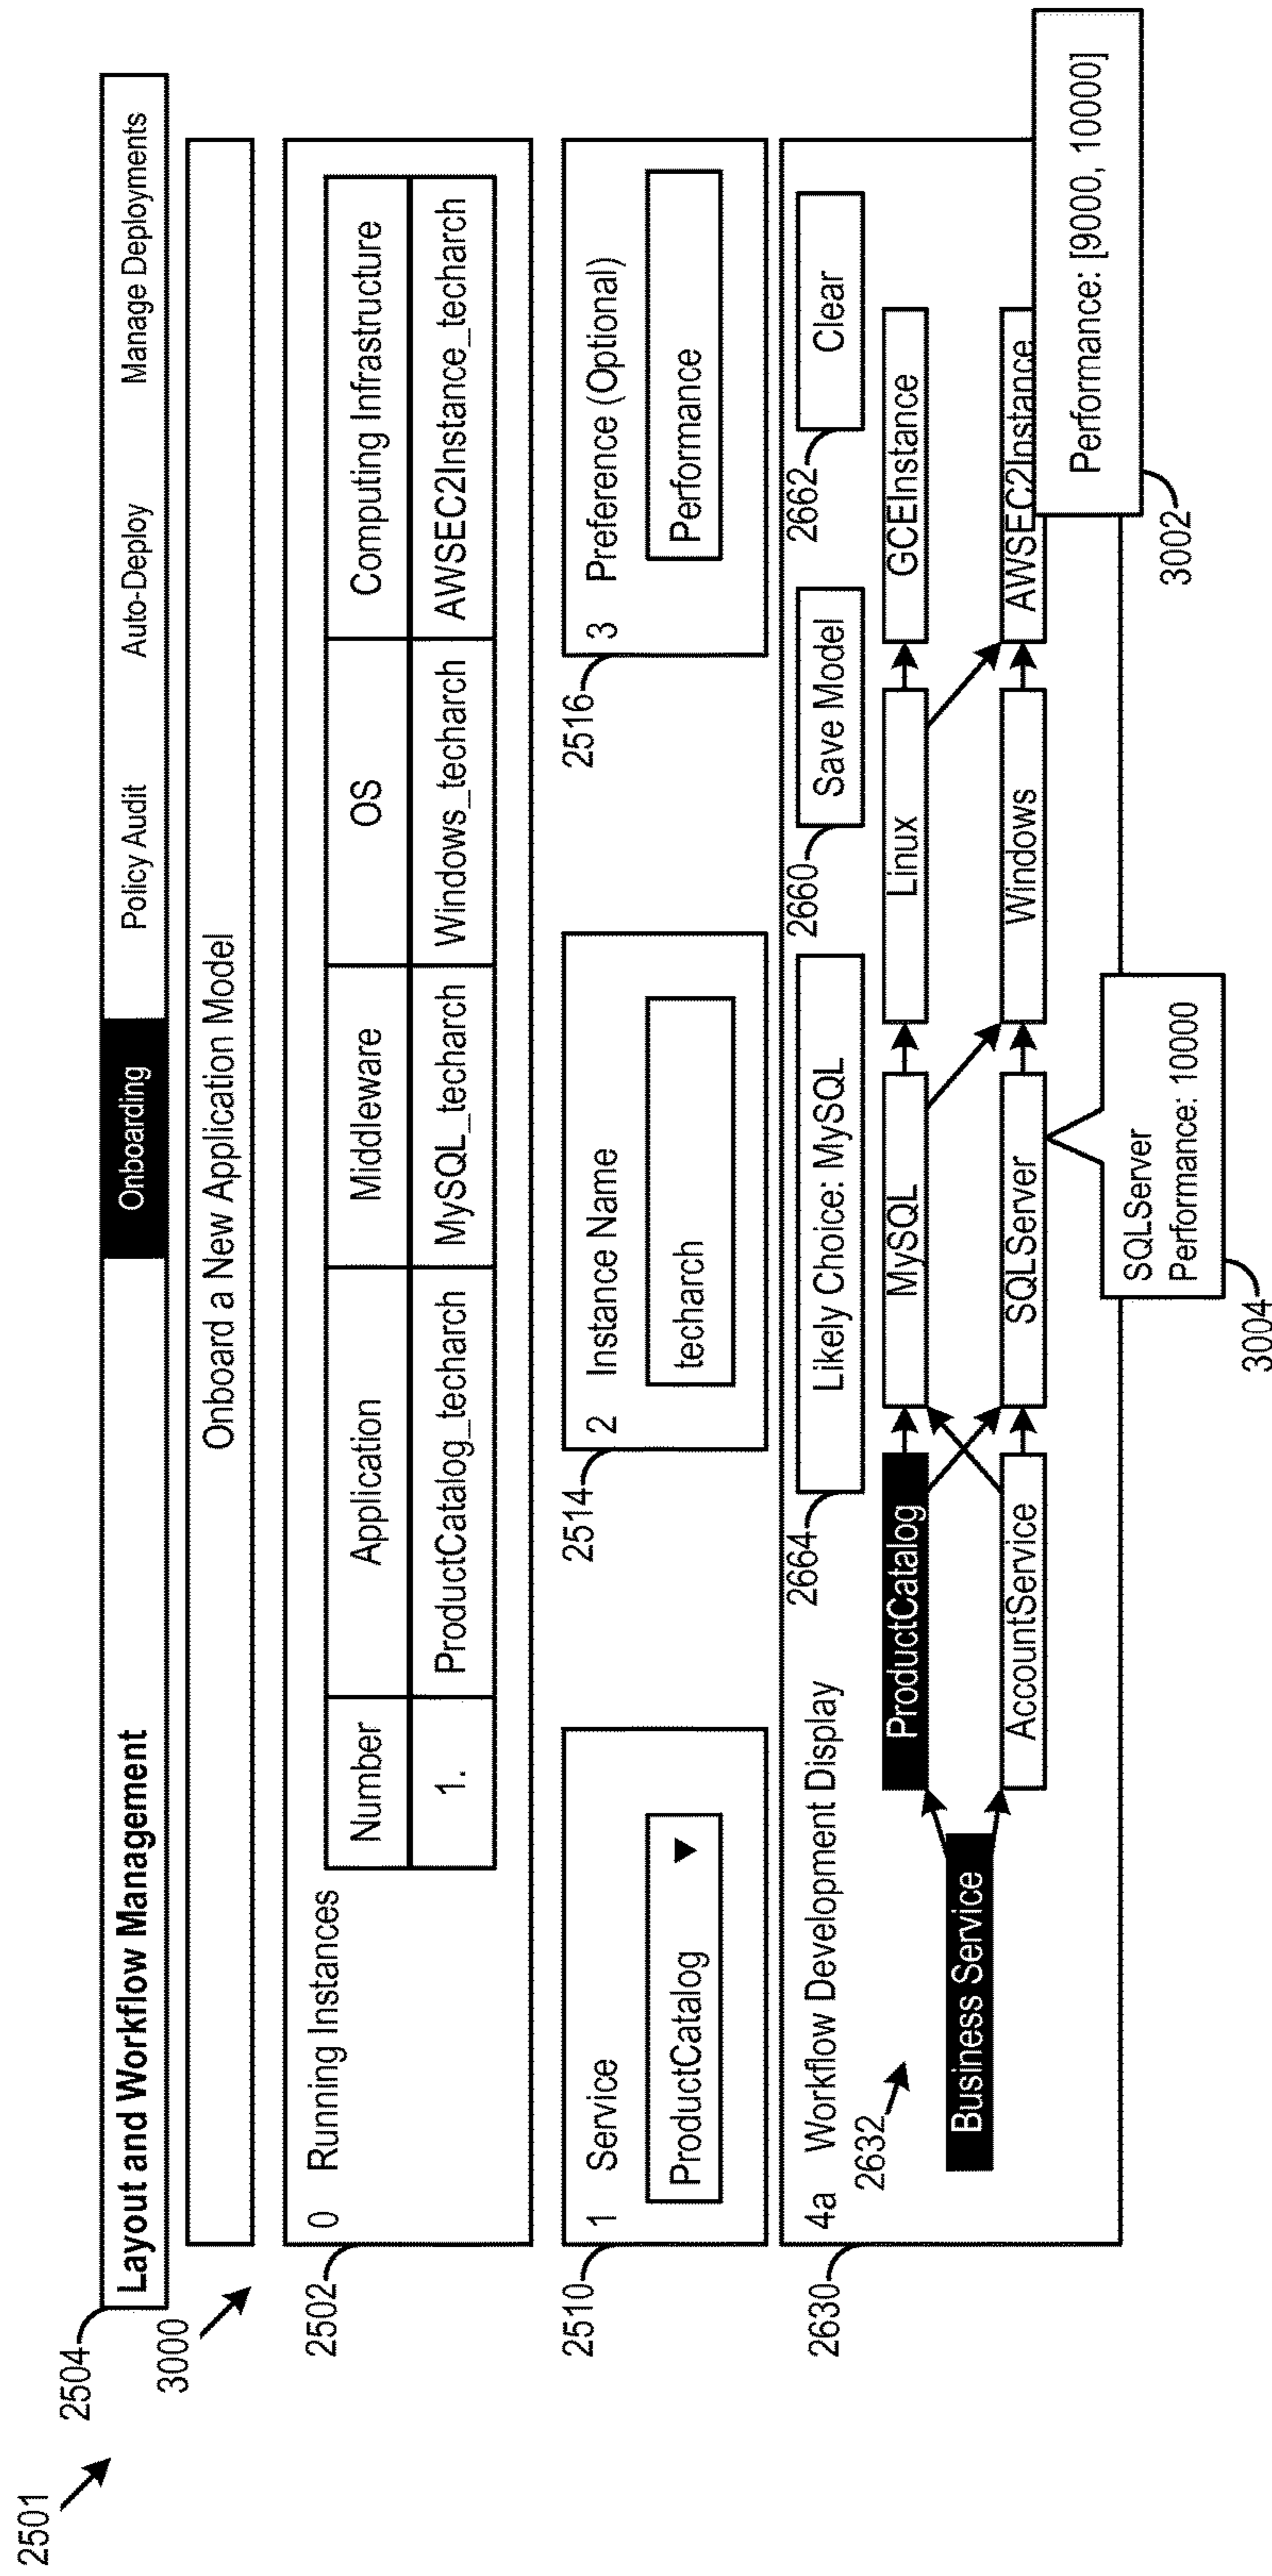 2501
2504
Layout and Workflow Management
Onboarding
Policy Audit
Auto-Deploy
Manage Deployments
3000
Onboard a New Application Model
2502
0 Running Instances
Number Application Middleware OS Computing Infrastructure
1. ProductCatalog_techarch MySQL_techarch Windows_techarch AWSEC2Instance_techarch
2510
1 Service
ProductCatalog ▼
2514
2 Instance Name
techarch
2516
3 Preference (Optional)
Performance
2630
4a Workflow Development Display
2664
Likely Choice: MySQL
2660
Save Model
2662
Clear
2632
Business Service
ProductCatalog
MySQL
Linux
GCEInstance
AccountService
SQLServer
Windows
AWSEC2Instance
Performance: [9000, 10000]
3002
SQLServer
Performance: 10000
3004